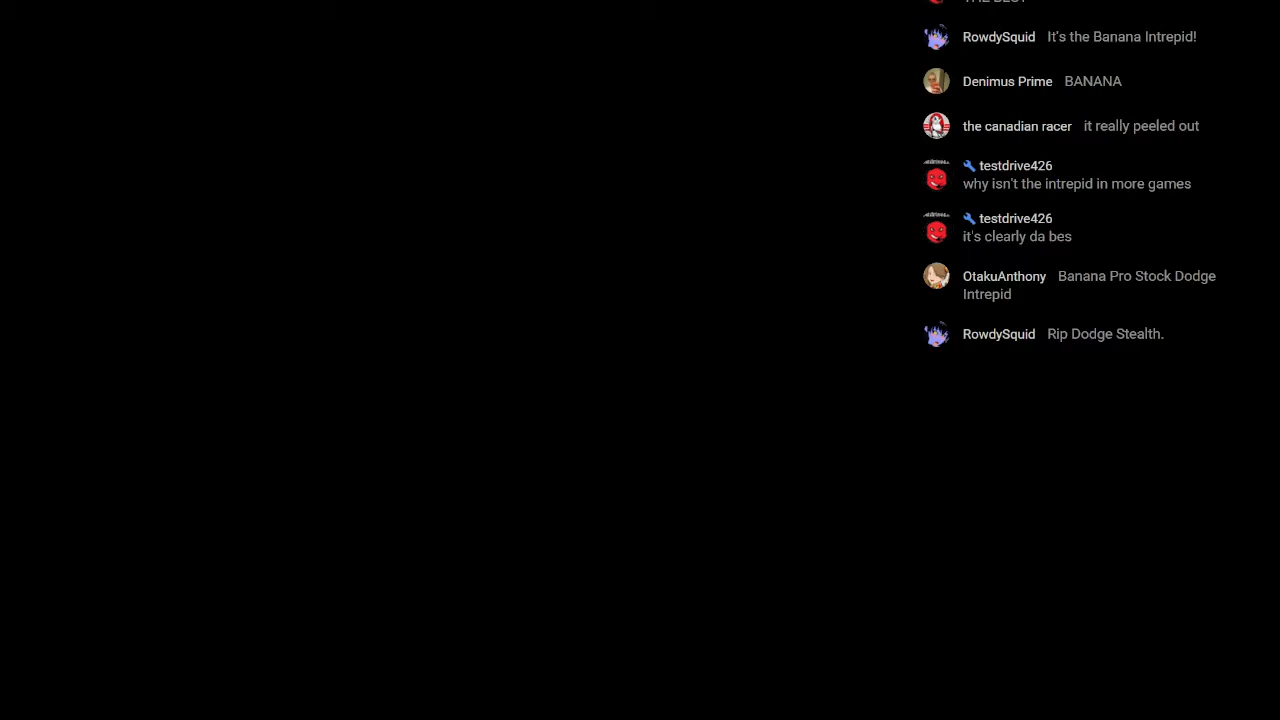 THE BEST
RowdySquid It's the Banana Intrepid!
Denimus Prime BANANA
the canadian racer it really peeled out
testdrive426
why isn't the intrepid in more games
testdrive426
it's clearly da bes
OtakuAnthony Banana Pro Stock Dodge
Intrepid
RowdySquid Rip Dodge Stealth.